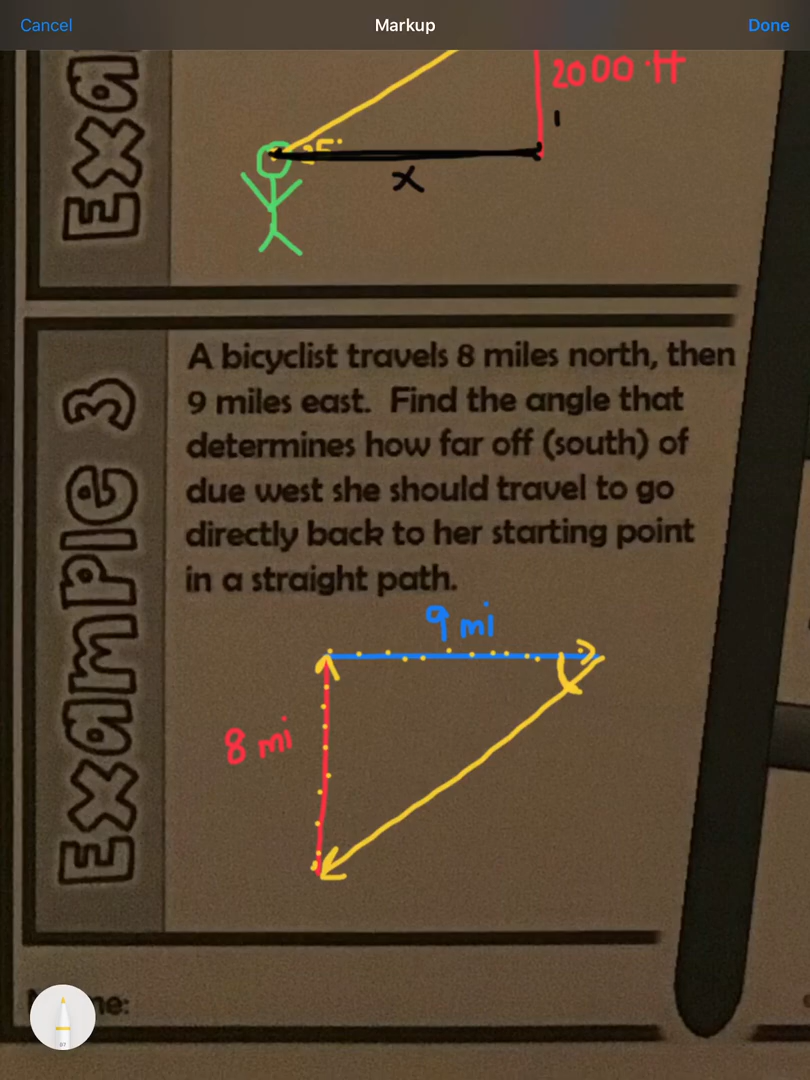 Cancel
Markup
Done
2000 ft
x
A bicyclist travels 8 miles north, then
9 miles east. Find the angle that
determines how far off (south) of
due west she should travel to go
directly back to her starting point
in a straight path.
Example 3
9 mi
8 mi